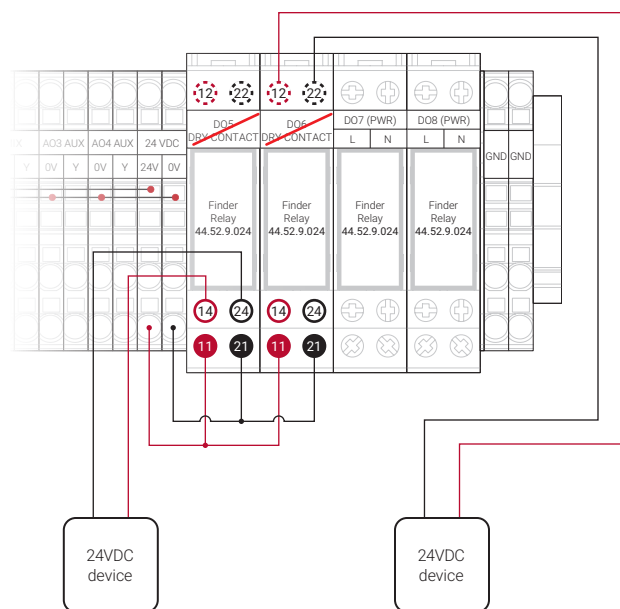 12 22 12 22
DO5
DRY CONTACT
DO6
DRY CONTACT
DO7 (PWR)
L N
DO8 (PWR)
L N
AO3 AUX AO4 AUX 24 VDC
Y 0V Y 0V Y 24V 0V
GND GND
Finder
Relay
44.52.9.024
Finder
Relay
44.52.9.024
Finder
Relay
44.52.9.024
Finder
Relay
44.52.9.024
14 24 14 24
11 21 11 21
24VDC
device
24VDC
device